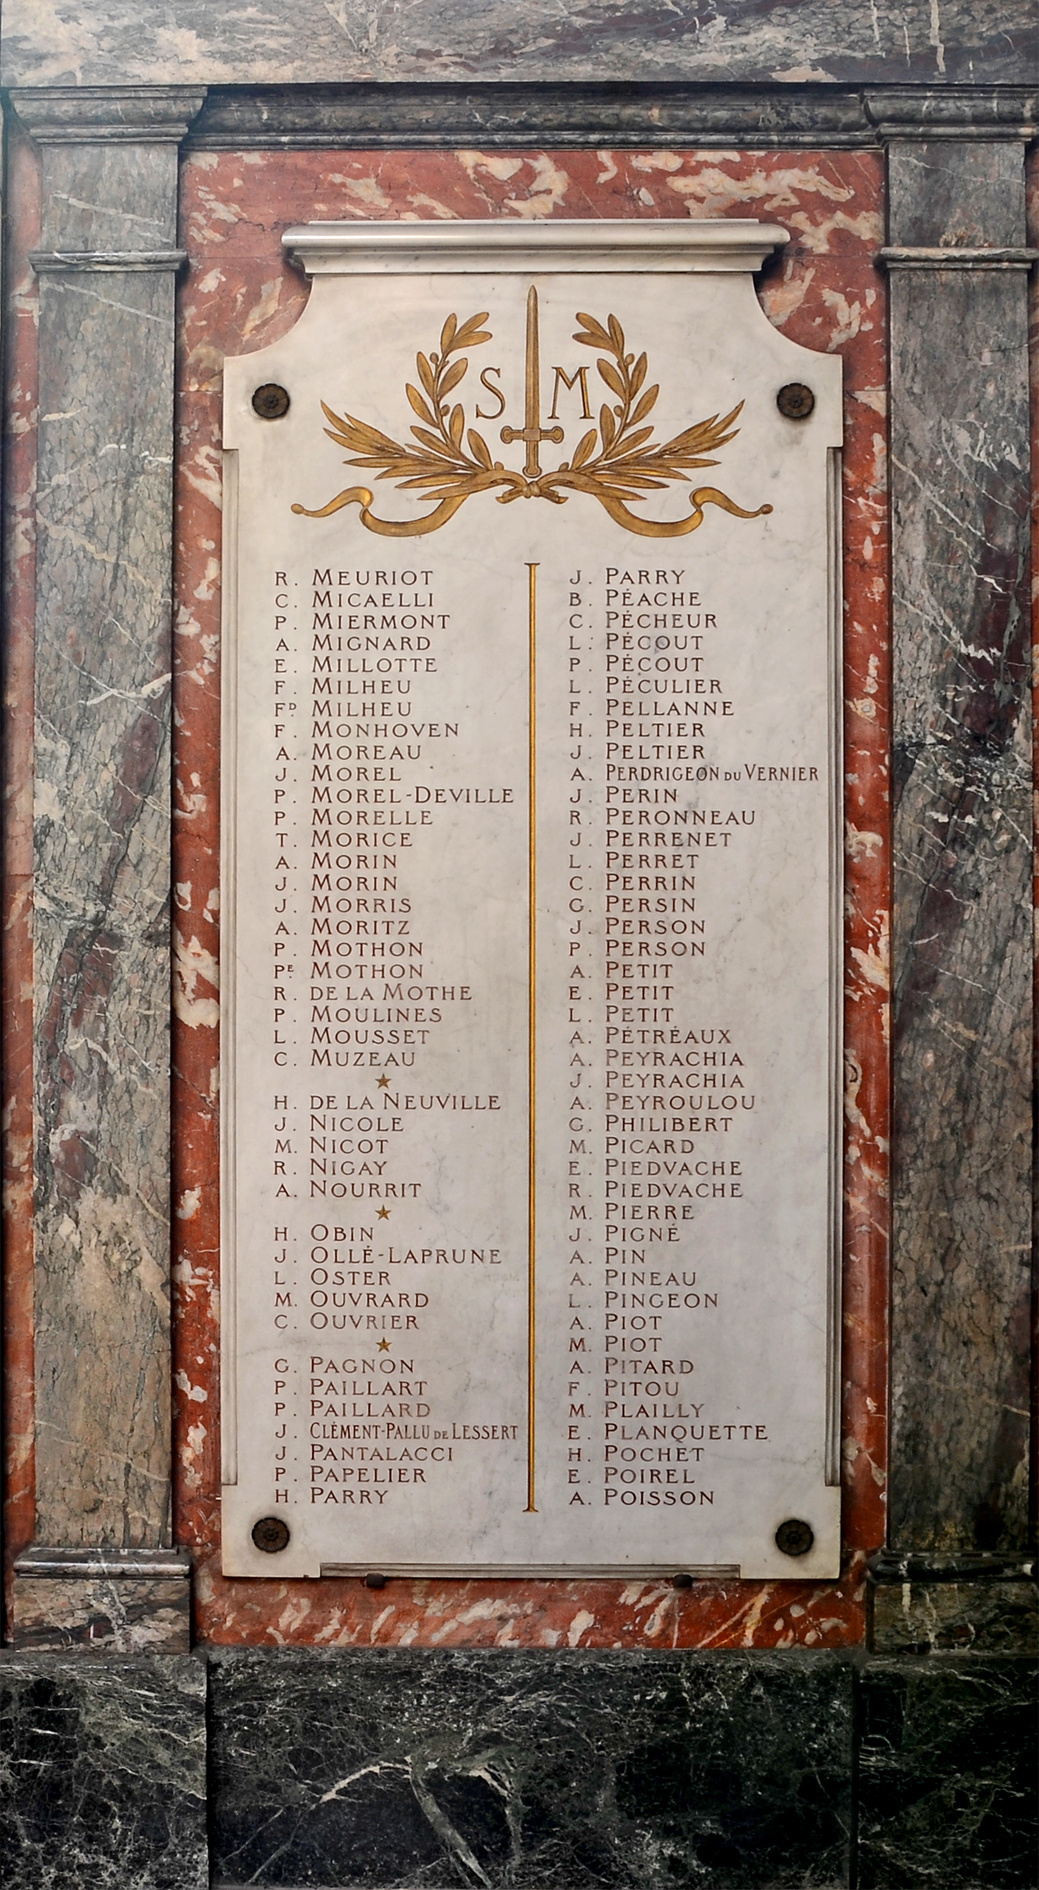 S M
R. MEURIOT
C. MICAELLI
P. MIERMONT
A. MIGNARD
E. MILLOTTE
F. MILHEU
FD. MILHEU
F. MONHOVEN
A. MOREAU
J. MOREL
P. MOREL-DEVILLE
P. MORELLE
T. MORICE
A. MORIN
J. MORIN
J. MORRIS
A. MORITZ
P. MOTHON
PE. MOTHON
R. DE LA MOTHE
P. MOULINES
L. MOUSSET
C. MUZEAU
★
H. DE LA NEUVILLE
J. NICOLE
M. NICOT
R. NIGAY
A. NOURRIT
★
H. OBIN
J. OLLÉ-LAPRUNE
L. OSTER
M. OUVRARD
C. OUVRIER
★
G. PAGNON
P. PAILLART
P. PAILLARD
J. CLÉMENT-PALLU DE LESSERT
J. PANTALACCI
P. PAPELIER
H. PARRY
J. PARRY
B. PÉACHE
C. PÉCHEUR
L. PÉCOUT
P. PÉCOUT
L. PÉCULIER
F. PELLANNE
H. PELTIER
J. PELTIER
A. PERDRIGEON DU VERNIER
J. PERIN
R. PERONNEAU
J. PERRENET
L. PERRET
C. PERRIN
G. PERSIN
J. PERSON
P. PERSON
A. PETIT
E. PETIT
L. PETIT
A. PÉTRÉAUX
A. PEYRACHIA
J. PEYRACHIA
A. PEYROULOU
G. PHILIBERT
M. PICARD
E. PIEDVACHE
R. PIEDVACHE
M. PIERRE
J. PIGNÉ
A. PIN
A. PINEAU
L. PINGEON
A. PIOT
M. PIOT
A. PITARD
F. PITOU
M. PLAILLY
E. PLANQUETTE
H. POCHET
E. POIREL
A. POISSON